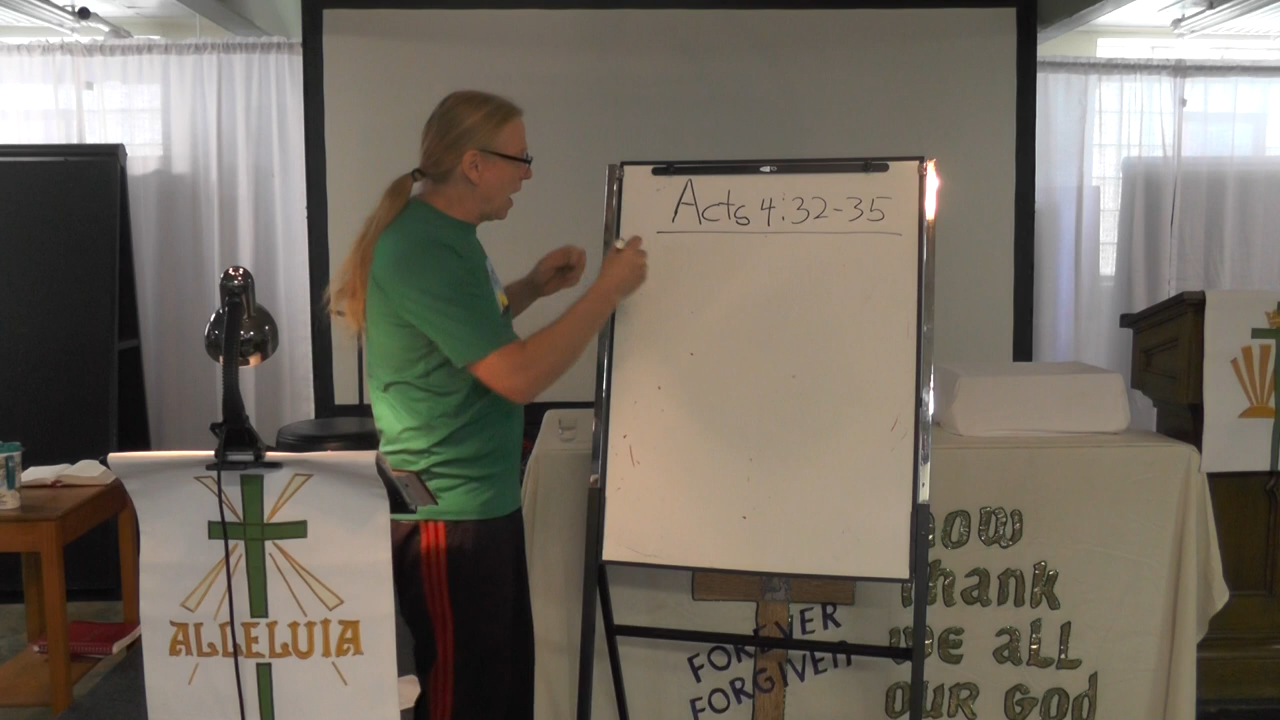 Acts 4:32-35
ALLELUIA
FOREVER
FORGIVEN
now
thank
we all
our God